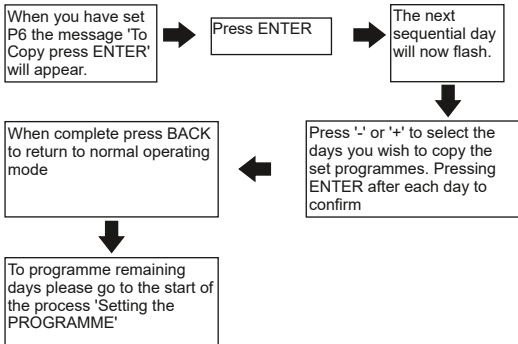 When you have set
P6 the message 'To
Copy press ENTER'
will appear.
Press ENTER
The next
sequential day
will now flash.
Press '-' or '+' to select the
days you wish to copy the
set programmes. Pressing
ENTER after each day to
confirm
When complete press BACK
to return to normal operating
mode
To programme remaining
days please go to the start of
the process 'Setting the
PROGRAMME'